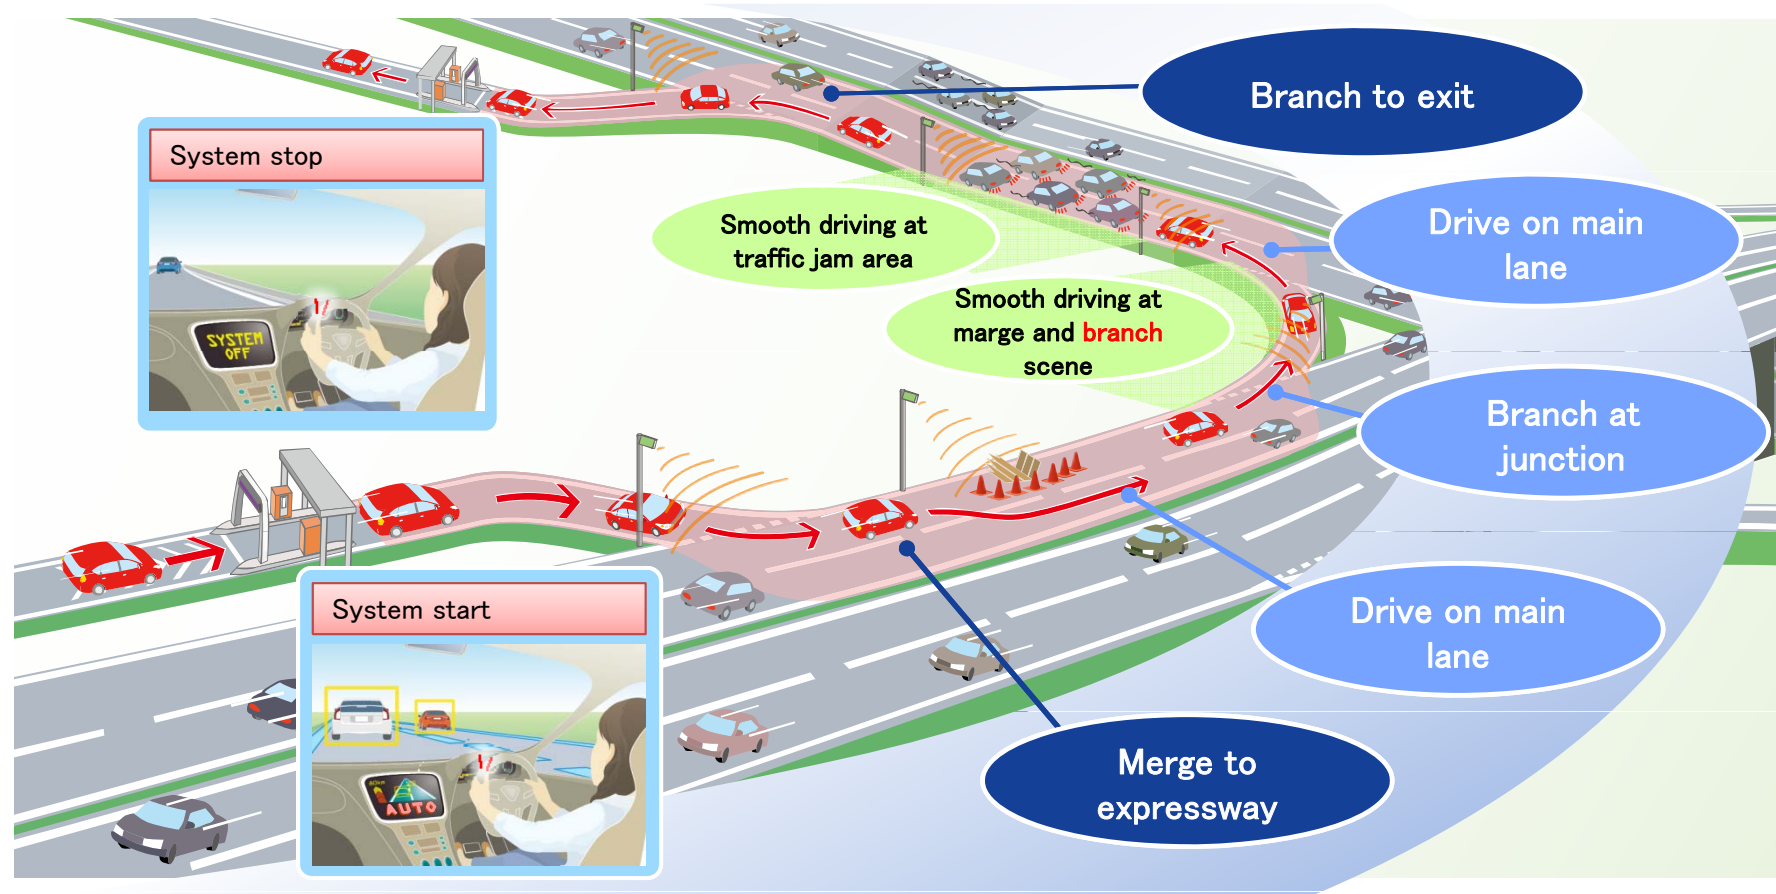 Branch to exit
System stop
SYSTEM
OFF
Smooth driving at
traffic jam area
Drive on main
lane
Smooth driving at
marge and branch
scene
Branch at
junction
System start
AUTO
Drive on main
lane
Merge to
expressway